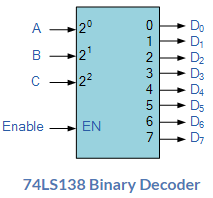 A 2⁰ 0 D₀
1 D₁
B 2¹ 2 D₂
3 D₃
C 2² 4 D₄
5 D₅
Enable EN 6 D₆
7 D₇
74LS138 Binary Decoder